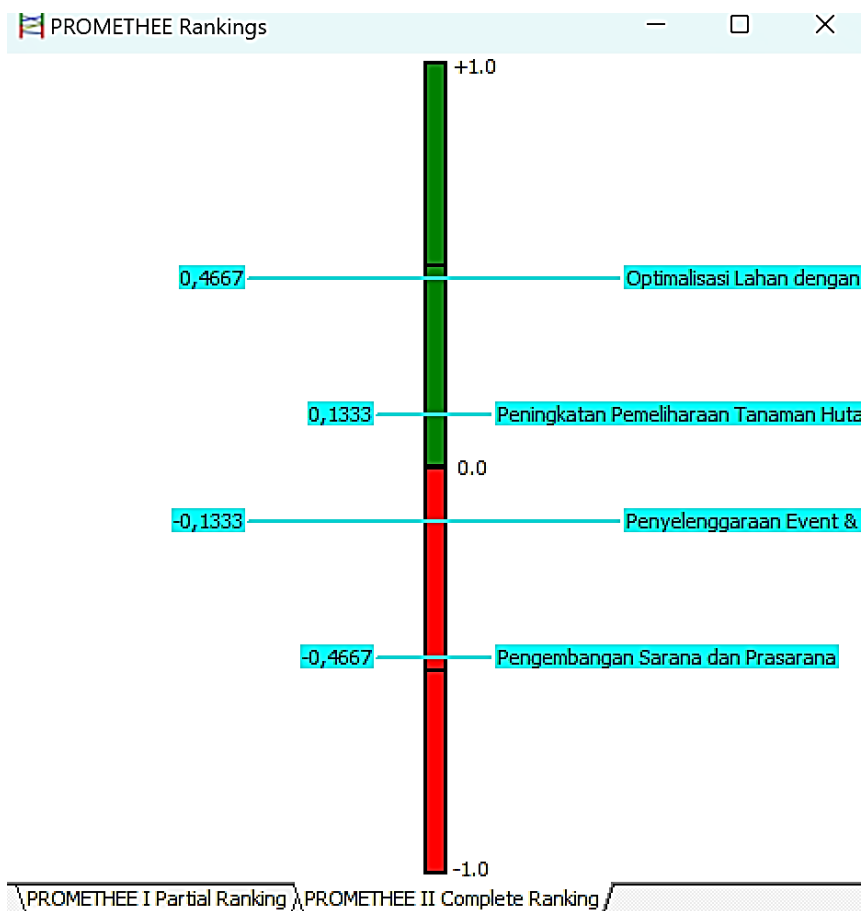 PROMETHEE Rankings
+1.0
0,4667 Optimalisasi Lahan dengan
0,1333 Peningkatan Pemeliharaan Tanaman Huta
0.0
-0,1333 Penyelenggaraan Event &
-0,4667 Pengembangan Sarana dan Prasarana
-1.0
PROMETHEE I Partial Ranking PROMETHEE II Complete Ranking